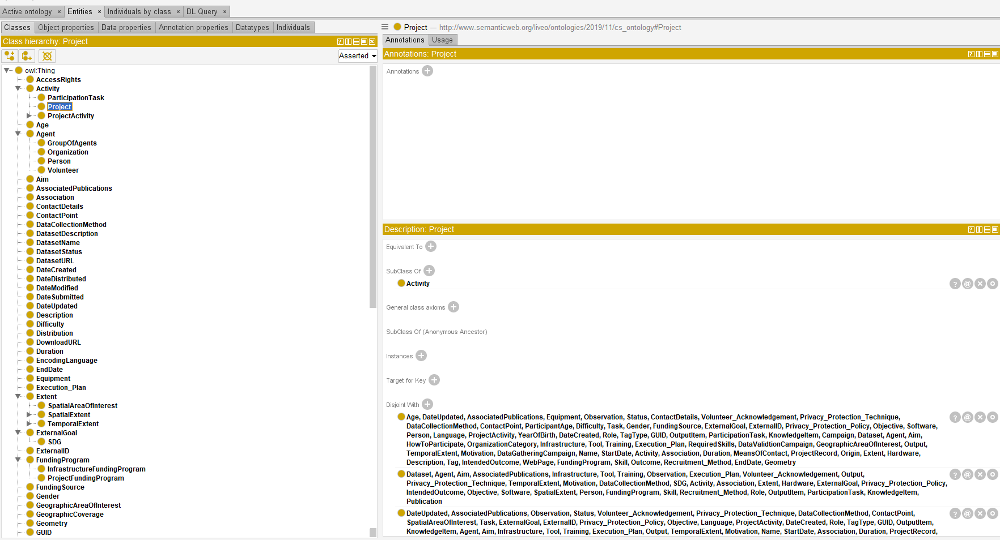 Active ontology × Entities × Individuals by class × DL Query ×
Classes Object properties Data properties Annotation properties Datatypes Individuals
Class hierarchy: Project
Asserted
owl:Thing
AccessRights
Activity
ParticipationTask
Project
ProjectActivity
Age
Agent
GroupOfAgents
Organization
Person
Volunteer
Aim
AssociatedPublications
Association
ContactDetails
ContactPoint
DataCollectionMethod
DatasetDescription
DatasetName
DatasetStatus
DatasetURL
DateCreated
DateDistributed
DateModified
DateSubmitted
DateUpdated
Description
Difficulty
Distribution
DownloadURL
Duration
EncodingLanguage
EndDate
Equipment
Execution_Plan
Extent
SpatialAreaOfInterest
SpatialExtent
TemporalExtent
ExternalGoal
SDG
ExternalID
FundingProgram
InfrastructureFundingProgram
ProjectFundingProgram
FundingSource
Gender
GeographicAreaOfInterest
GeographicCoverage
Geometry
GUID
Project — http://www.semanticweb.org/liveo/ontologies/2019/11/cs_ontology#Project
Annotations Usage
Annotations: Project
Annotations
Description: Project
Equivalent To
SubClass Of
Activity
General class axioms
SubClass Of (Anonymous Ancestor)
Instances
Target for Key
Disjoint With
Age, DateUpdated, AssociatedPublications, Equipment, Observation, Status, ContactDetails, Volunteer_Acknowledgement, Privacy_Protection_Technique,
DataCollectionMethod, ContactPoint, ParticipantAge, Difficulty, Task, Gender, FundingSource, ExternalGoal, ExternalID, Privacy_Protection_Policy, Objective, Software,
Person, Language, ProjectActivity, YearOfBirth, DateCreated, Role, TagType, GUID, OutputItem, ParticipationTask, KnowledgeItem, Campaign, Dataset, Agent, Aim,
HowToParticipate, OrganizationCategory, Infrastructure, Tool, Training, Execution_Plan, RequiredSkills, DataValidtionCampaign, GeographicAreaOfInterest, Output,
TemporalExtent, Motivation, DataGatheringCampaign, Name, StartDate, Activity, Association, Duration, MeansOfContact, ProjectRecord, Origin, Extent, Hardware,
Description, Tag, IntendedOutcome, WebPage, FundingProgram, Skill, Outcome, Recruitment_Method, EndDate, Geometry
Dataset, Agent, Aim, AssociatedPublications, Infrastructure, Tool, Training, Observation, Execution_Plan, Volunteer_Acknowledgement, Output,
Privacy_Protection_Technique, TemporalExtent, Motivation, DataCollectionMethod, SDG, Activity, Association, Extent, Hardware, ExternalGoal, Privacy_Protection_Policy,
IntendedOutcome, Objective, Software, SpatialExtent, Person, FundingProgram, Skill, Recruitment_Method, Role, OutputItem, ParticipationTask, KnowledgeItem,
Publication
DateUpdated, AssociatedPublications, Observation, Status, Volunteer_Acknowledgement, Privacy_Protection_Technique, DataCollectionMethod, ContactPoint,
SpatialAreaOfInterest, Task, ExternalGoal, ExternalID, Privacy_Protection_Policy, Objective, Language, ProjectActivity, DateCreated, Role, TagType, GUID, OutputItem,
KnowledgeItem, Agent, Aim, Infrastructure, Tool, Training, Execution_Plan, Output, TemporalExtent, Motivation, Name, StartDate, Association, Duration, ProjectRecord,